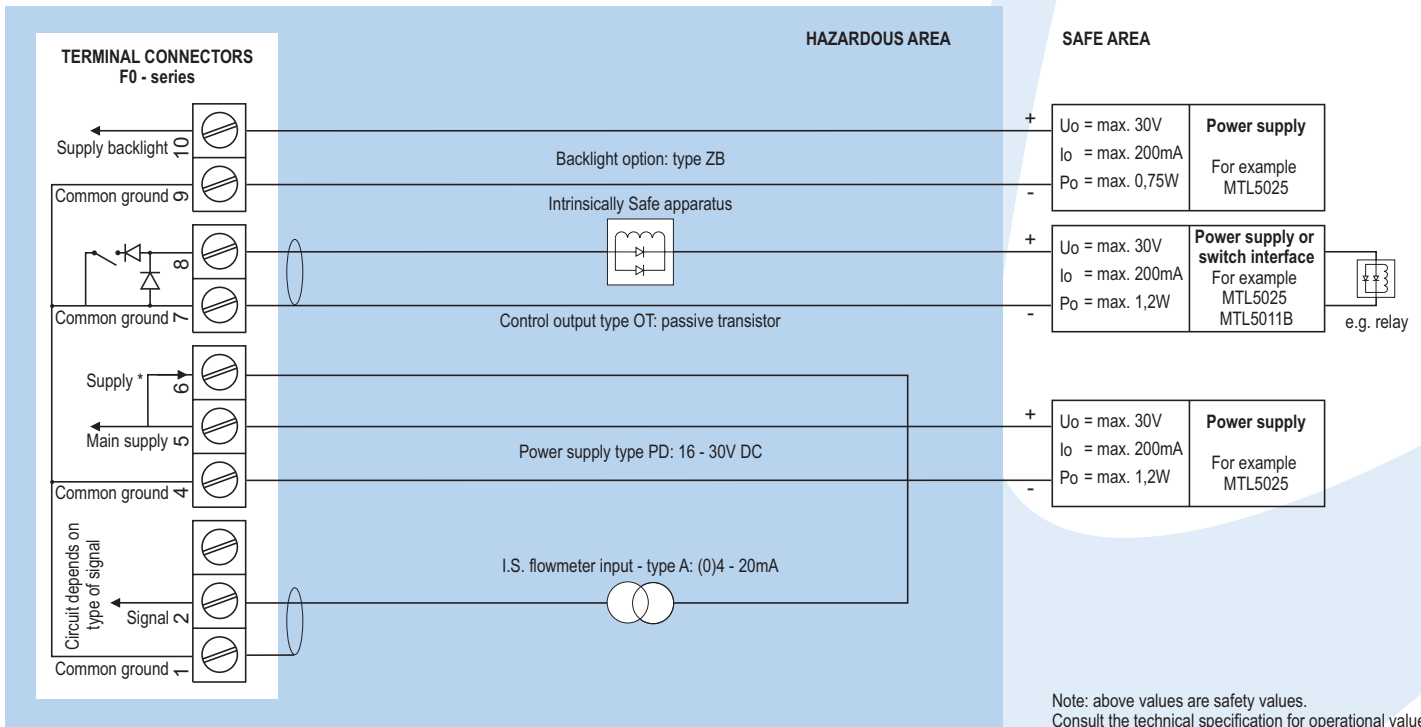 HAZARDOUS AREA
SAFE AREA
TERMINAL CONNECTORS
F0 - series
Supply backlight
10
Common ground
9
Backlight option: type ZB
+
-
Uo = max. 30V
Io = max. 200mA
Po = max. 0,75W
Power supply
For example
MTL5025
Intrinsically Safe apparatus
8
Common ground
7
Control output type OT: passive transistor
+
-
Uo = max. 30V
Io = max. 200mA
Po = max. 1,2W
Power supply or
switch interface
For example
MTL5025
MTL5011B
e.g. relay
Supply *
6
Main supply
5
Common ground
4
Power supply type PD: 16 - 30V DC
+
-
Uo = max. 30V
Io = max. 200mA
Po = max. 1,2W
Power supply
For example
MTL5025
Circuit depends on
type of signal
I.S. flowmeter input - type A: (0)4 - 20mA
Signal
2
Common ground
1
Note: above values are safety values.
Consult the technical specification for operational value